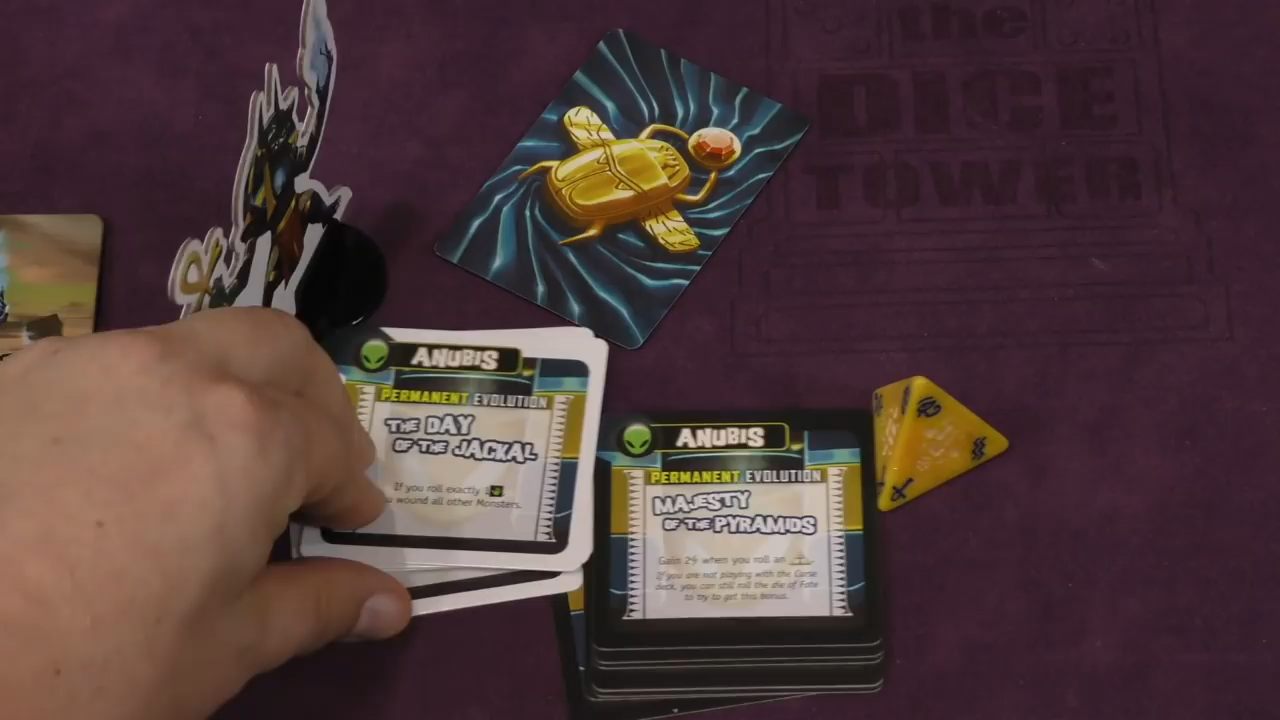 the
DICE
TOWER
ANUBIS
PERMANENT EVOLUTION
THE DAY
OF THE JACKAL
If you roll exactly 1
wound all other Monsters.
ANUBIS
PERMANENT EVOLUTION
MAJESTY
OF THE PYRAMIDS
Gain 2 when you roll an
If you are not playing with the Curse
deck, you can still roll the die of Fate
to try to get this bonus.